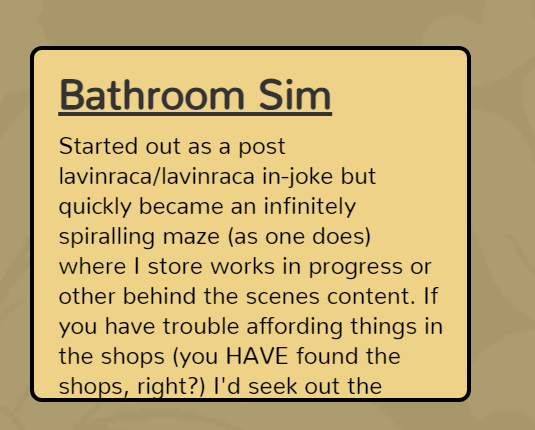 Bathroom Sim
Started out as a post
lavinraca/lavinraca in-joke but
quickly became an infinitely
spiralling maze (as one does)
where I store works in progress or
other behind the scenes content. If
you have trouble affording things in
the shops (you HAVE found the
shops, right?) I'd seek out the